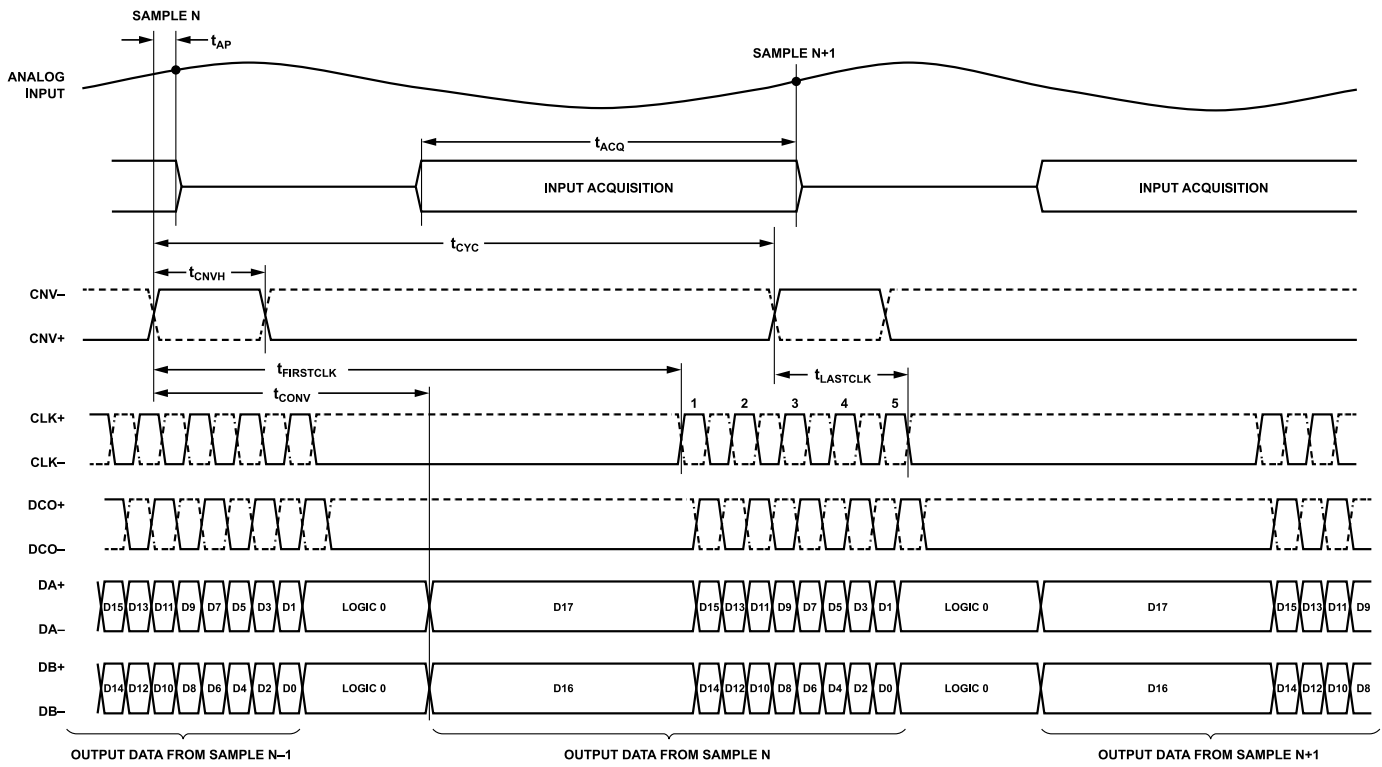 SAMPLE N
tAP
SAMPLE N+1
ANALOG
INPUT
tACQ
INPUT ACQUISITION
INPUT ACQUISITION
tCYC
tCNVH
CNV–
CNV+
tFIRSTCLK
tLASTCLK
tCONV
1 2 3 4 5
CLK+
CLK–
DCO+
DCO–
DA+
D15 D13 D11 D9 D7 D5 D3 D1 LOGIC 0 D17 D15 D13 D11 D9 D7 D5 D3 D1 LOGIC 0 D17 D15 D13 D11 D9
DA–
DB+
D14 D12 D10 D8 D6 D4 D2 D0 LOGIC 0 D16 D14 D12 D10 D8 D6 D4 D2 D0 LOGIC 0 D16 D14 D12 D10 D8
DB–
OUTPUT DATA FROM SAMPLE N–1 OUTPUT DATA FROM SAMPLE N OUTPUT DATA FROM SAMPLE N+1